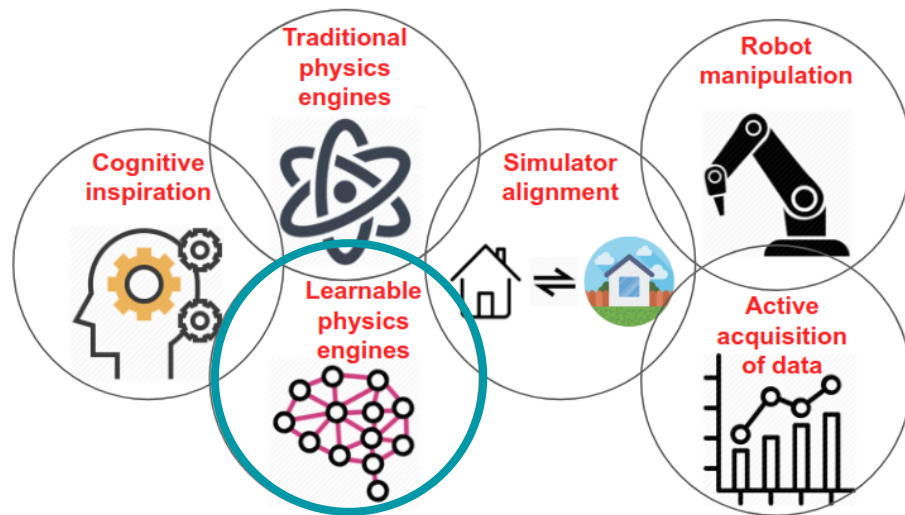 Traditional
physics
engines
Robot
manipulation
Cognitive
inspiration
Simulator
alignment
Learnable
physics
engines
Active
acquisition
of data